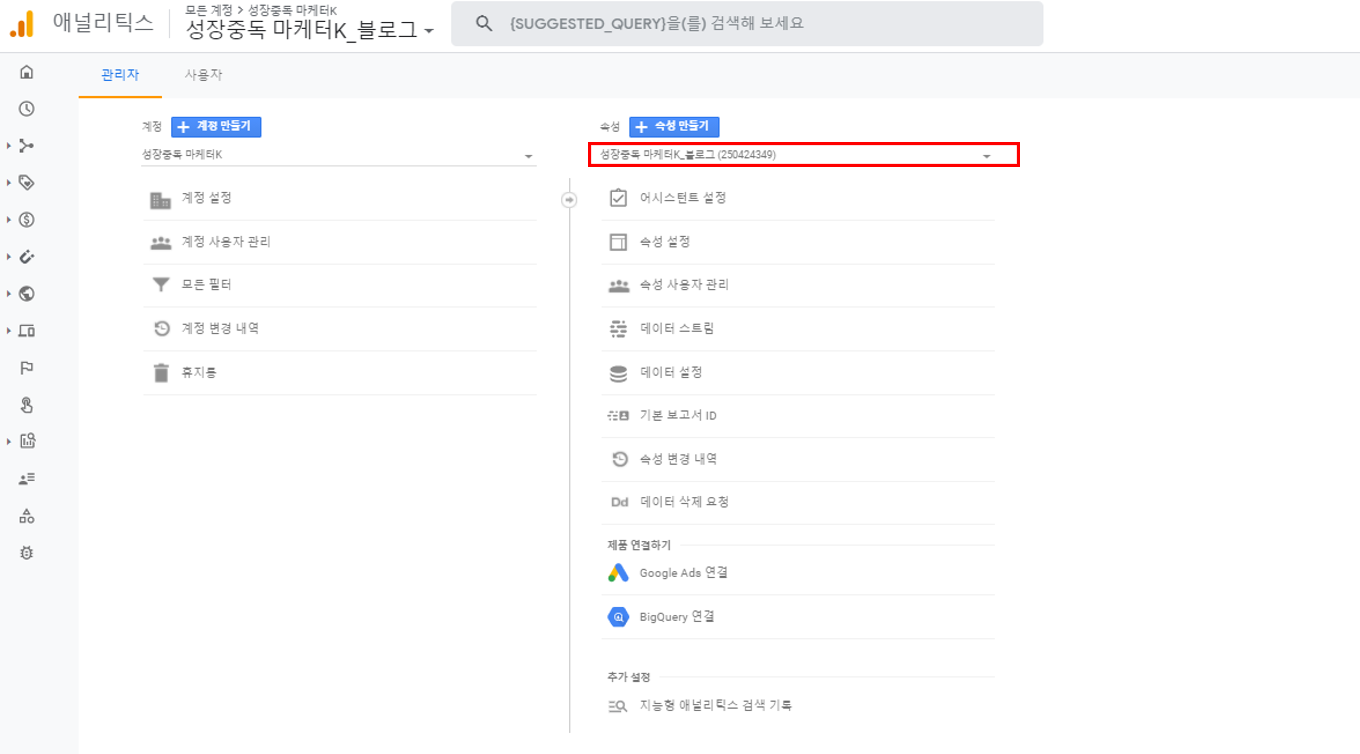 애널리틱스
모든 계정 > 성장중독 마케터K
성장중독 마케터K_블로그
{SUGGESTED_QUERY}을(를) 검색해 보세요
관리자
사용자
계정
+ 계정 만들기
성장중독 마케터K
계정 설정
계정 사용자 관리
모든 필터
계정 변경 내역
휴지통
속성
+ 속성 만들기
성장중독 마케터K_블로그 (250424349)
어시스턴트 설정
속성 설정
속성 사용자 관리
데이터 스트림
데이터 설정
기본 보고서 ID
속성 변경 내역
Dd 데이터 삭제 요청
제품 연결하기
Google Ads 연결
BigQuery 연결
추가 설정
지능형 애널리틱스 검색 기록